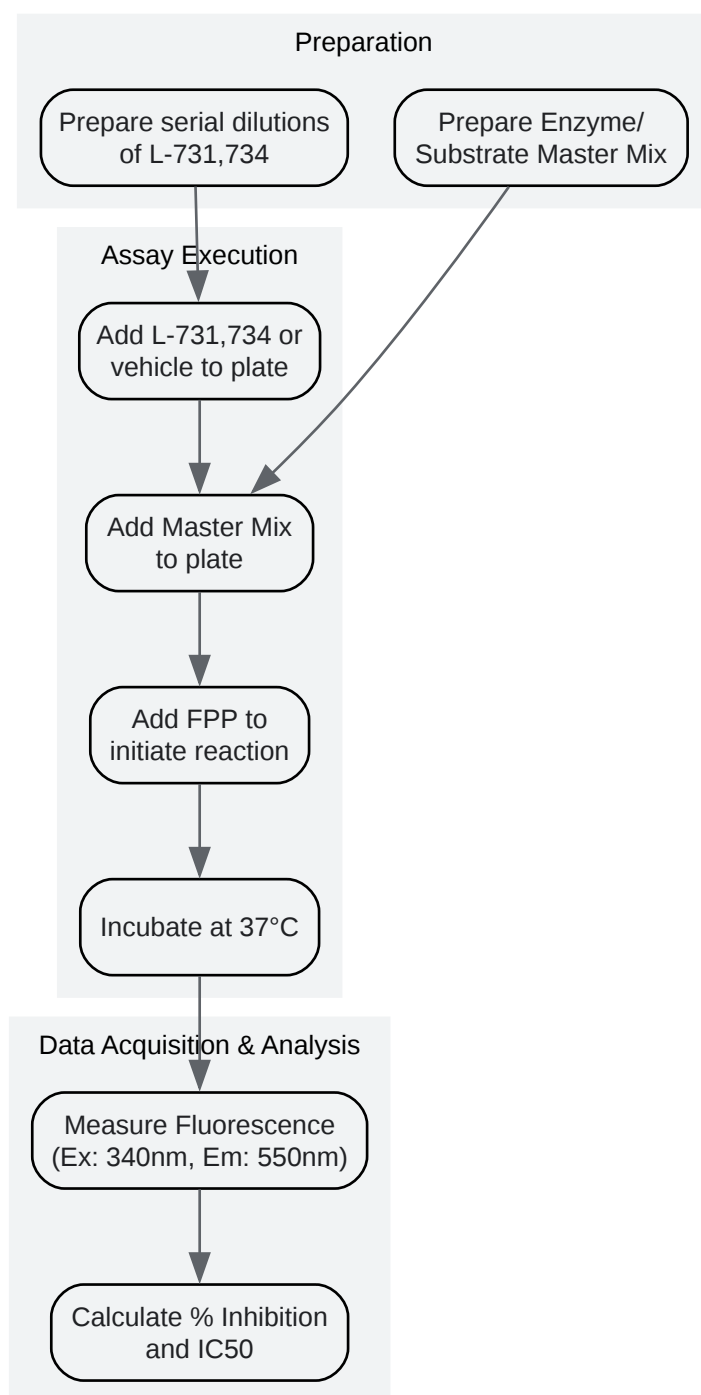 Preparation
Prepare serial dilutions
of L-731,734
Prepare Enzyme/
Substrate Master Mix
Assay Execution
Add L-731,734 or
vehicle to plate
Add Master Mix
to plate
Add FPP to
initiate reaction
Incubate at 37°C
Data Acquisition & Analysis
Measure Fluorescence
(Ex: 340nm, Em: 550nm)
Calculate % Inhibition
and IC50